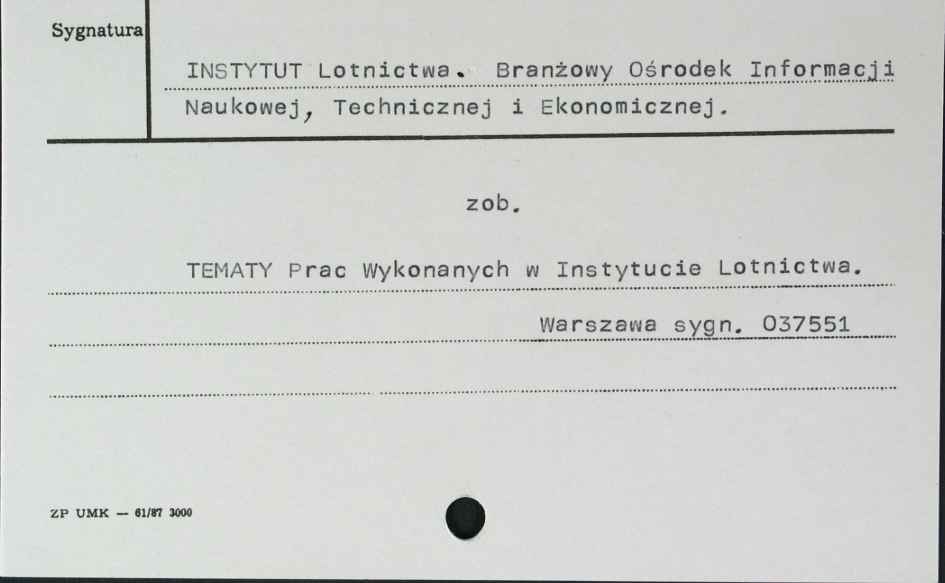 Sygnatura
INSTYTUT Lotnictwa. Branżowy Ośrodek Informacji
Naukowej, Technicznej i Ekonomicznej.
zob.
TEMATY Prac Wykonanych w Instytucie Lotnictwa.
Warszawa sygn. 037551
ZP UMK — 61/87 3000